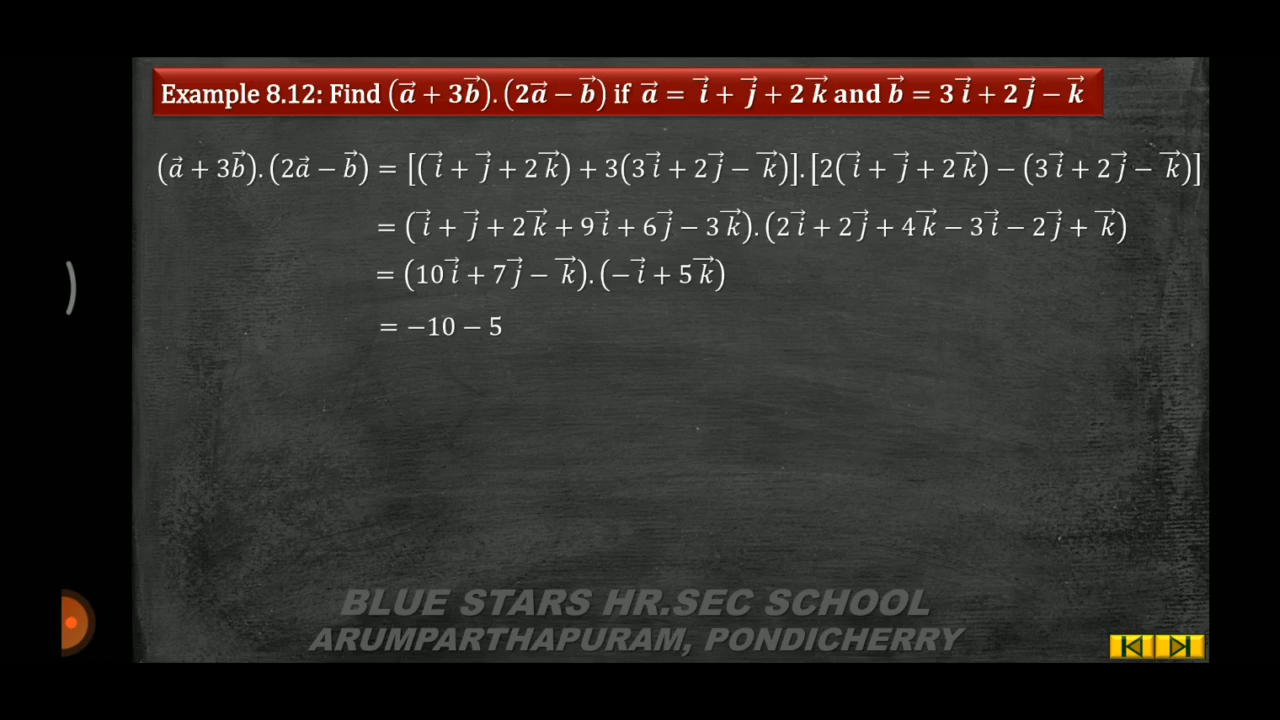 Example 8.12: Find (a⃗ + 3b⃗).(2a⃗ − b⃗) if a⃗ = i⃗ + j⃗ + 2k⃗ and b⃗ = 3i⃗ + 2j⃗ − k⃗
(a⃗ + 3b⃗).(2a⃗ − b⃗) = [(i⃗ + j⃗ + 2k⃗) + 3(3i⃗ + 2j⃗ − k⃗)].[2(i⃗ + j⃗ + 2k⃗) − (3i⃗ + 2j⃗ − k⃗)]
= (i⃗ + j⃗ + 2k⃗ + 9i⃗ + 6j⃗ − 3k⃗).(2i⃗ + 2j⃗ + 4k⃗ − 3i⃗ − 2j⃗ + k⃗)
= (10i⃗ + 7j⃗ − k⃗).(−i⃗ + 5k⃗)
= −10 − 5
BLUE STARS HR.SEC SCHOOL
ARUMPARTHAPURAM, PONDICHERRY